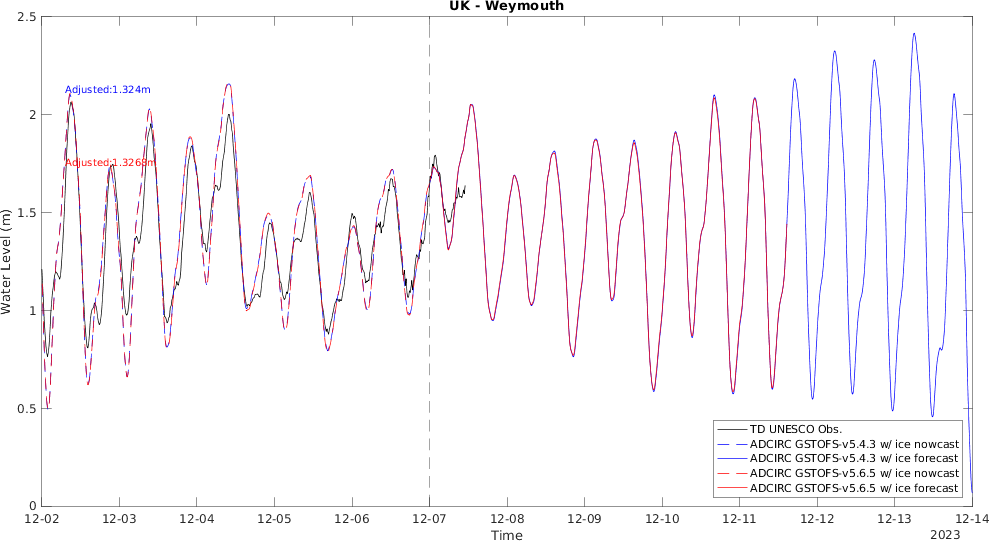 UK - Weymouth
2.5
2
1.5
1
0.5
0
Water Level (m)
Adjusted:1.324m
Adjusted:1.3268m
TD UNESCO Obs.
ADCIRC GSTOFS-v5.4.3 w/ ice nowcast
ADCIRC GSTOFS-v5.4.3 w/ ice forecast
ADCIRC GSTOFS-v5.6.5 w/ ice nowcast
ADCIRC GSTOFS-v5.6.5 w/ ice forecast
12-02 12-03 12-04 12-05 12-06 12-07 12-08 12-09 12-10 12-11 12-12 12-13 12-14
Time
2023